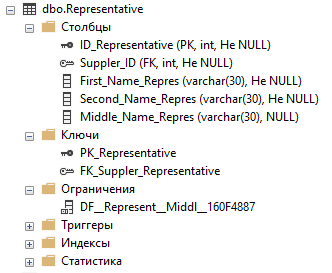 dbo.Representative
Столбцы
ID_Representative (PK, int, Не NULL)
Suppler_ID (FK, int, Не NULL)
First_Name_Repres (varchar(30), Не NULL)
Second_Name_Repres (varchar(30), Не NULL)
Middle_Name_Repres (varchar(30), NULL)
Ключи
PK_Representative
FK_Suppler_Representative
Ограничения
DF__Represent__Middl__160F4887
Триггеры
Индексы
Статистика